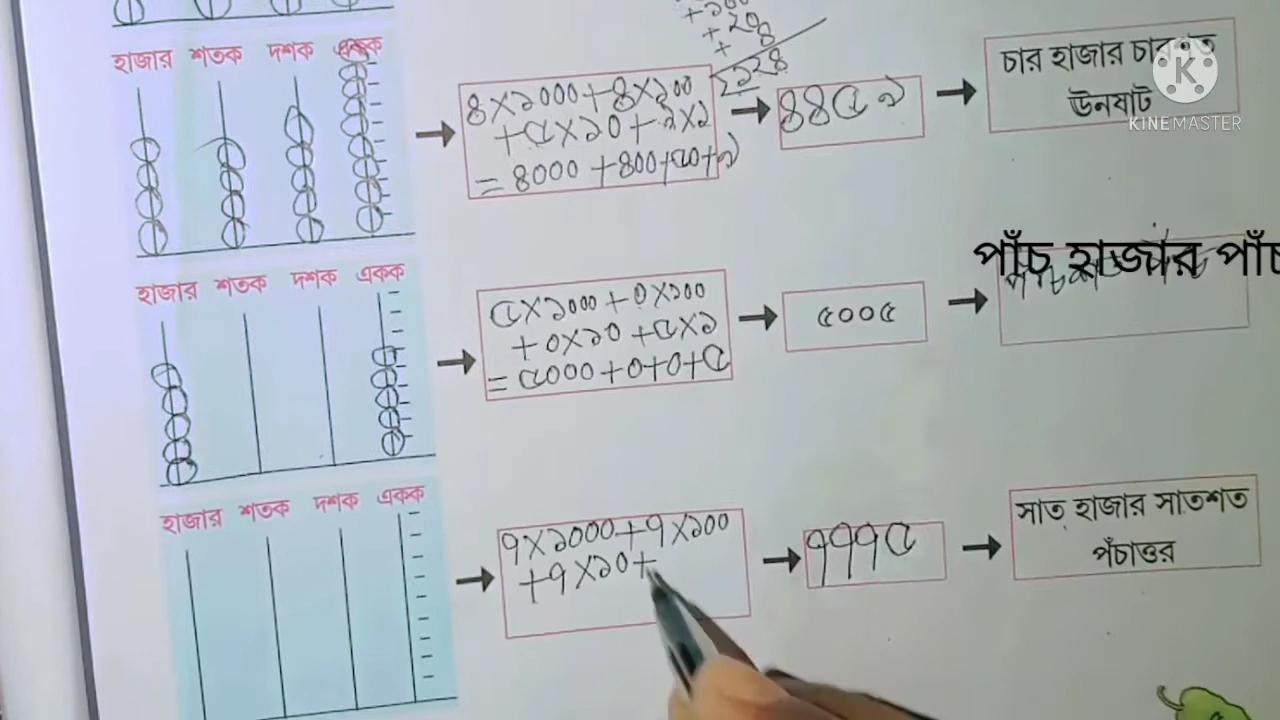 +২০৪
+ ৪
হাজার শতক দশক একক
৪×১০০০+৪×১০০
+৫×১০+৯×১
=৪০০০+৪০০+৫০+৯
৪৪৫৯
চার হাজার চারশত
ঊনষাট
KINEMASTER
হাজার শতক দশক একক
৫×১০০০+০×১০০
+০×১০+৫×১
=৫০০০+০+০+৫
৫০০৫
পাঁচ হাজার পাঁচ
হাজার শতক দশক একক
৭×১০০০+৭×১০০
+৭×১০+
৭৭৭৫
সাত হাজার সাতশত
পঁচাত্তর